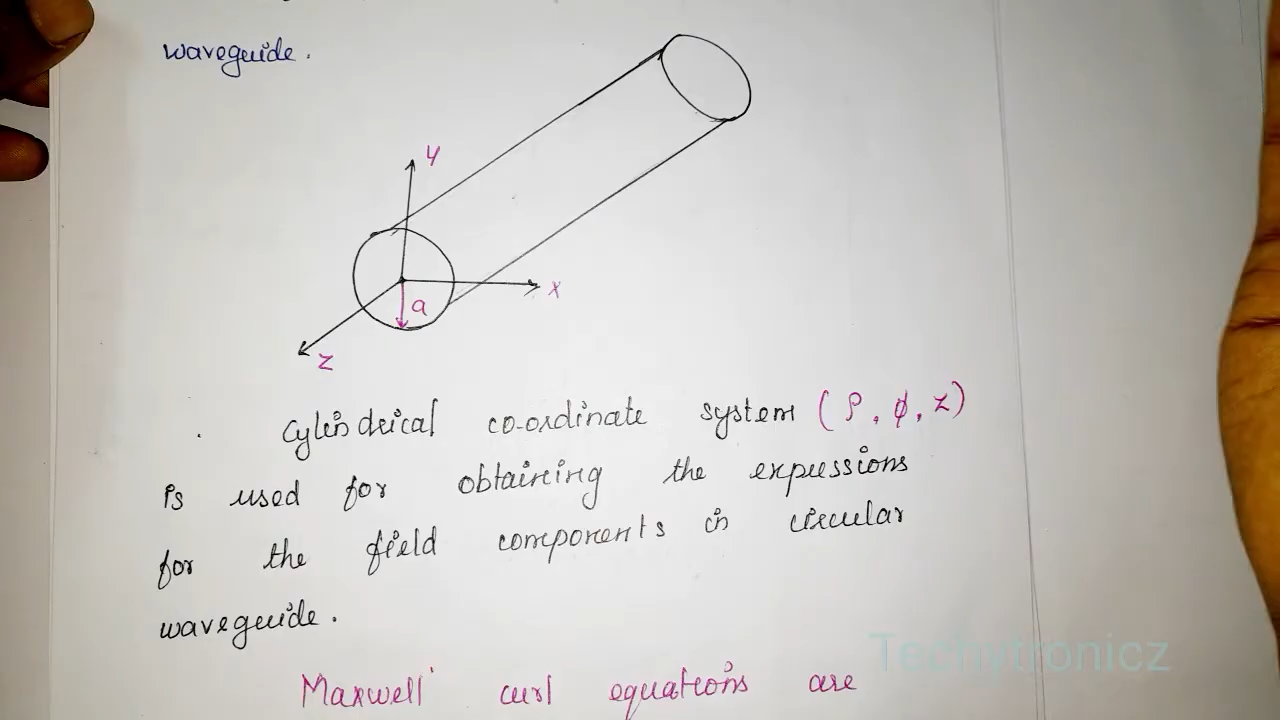 waveguide.
y
a
x
z
Cylindrical co-ordinate system (ρ, φ, z)
is used for obtaining the expressions
for the field components in circular
waveguide.
Techytronicz
Maxwell curl equations are